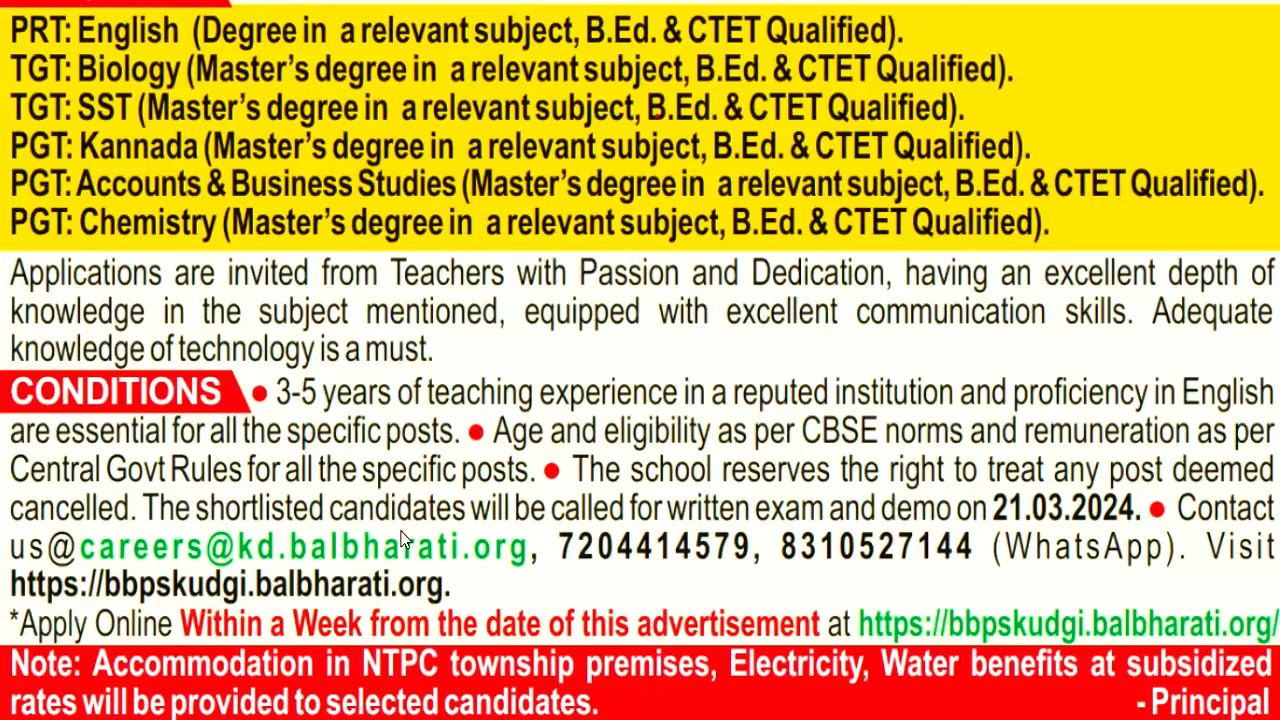 PRT: English (Degree in a relevant subject, B.Ed. & CTET Qualified).
TGT: Biology (Master's degree in a relevant subject, B.Ed. & CTET Qualified).
TGT: SST (Master's degree in a relevant subject, B.Ed. & CTET Qualified).
PGT: Kannada (Master's degree in a relevant subject, B.Ed. & CTET Qualified).
PGT: Accounts & Business Studies (Master's degree in a relevant subject, B.Ed. & CTET Qualified).
PGT: Chemistry (Master's degree in a relevant subject, B.Ed. & CTET Qualified).
Applications are invited from Teachers with Passion and Dedication, having an excellent depth of
knowledge in the subject mentioned, equipped with excellent communication skills. Adequate
knowledge of technology is a must.
CONDITIONS ● 3-5 years of teaching experience in a reputed institution and proficiency in English
are essential for all the specific posts. ● Age and eligibility as per CBSE norms and remuneration as per
Central Govt Rules for all the specific posts. ● The school reserves the right to treat any post deemed
cancelled. The shortlisted candidates will be called for written exam and demo on 21.03.2024. ● Contact
us@careers@kd.balbharati.org, 7204414579, 8310527144 (WhatsApp). Visit
https://bbpskudgi.balbharati.org.
*Apply Online Within a Week from the date of this advertisement at https://bbpskudgi.balbharati.org/
Note: Accommodation in NTPC township premises, Electricity, Water benefits at subsidized
rates will be provided to selected candidates. - Principal